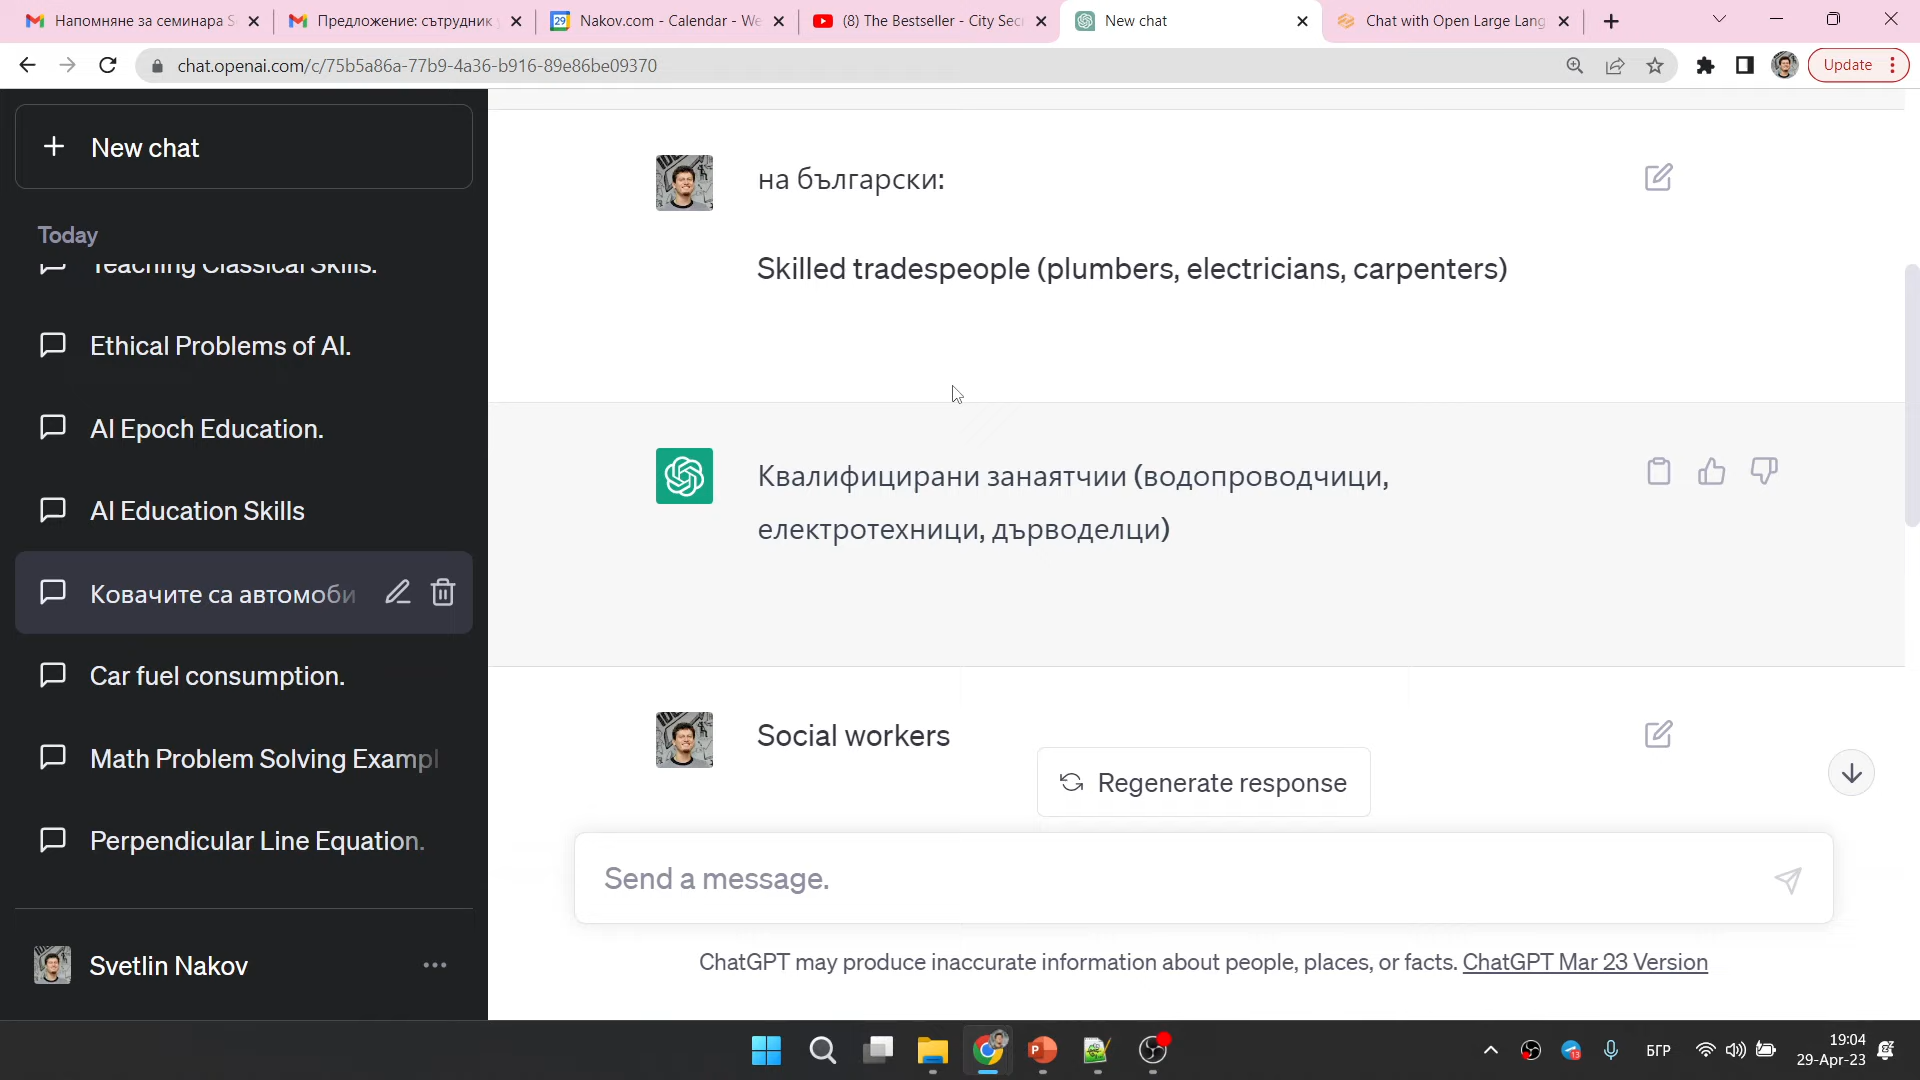 Напомняне за семинара S
Предложение: сътрудник
Nakov.com - Calendar - We
(8) The Bestseller - City Sec
New chat
Chat with Open Large Lang
chat.openai.com/c/75b5a86a-77b9-4a36-b916-89e86be09370
Update
New chat
Today
Teaching Classical Skills.
Ethical Problems of AI.
AI Epoch Education.
AI Education Skills
Ковачите са автомоби
Car fuel consumption.
Math Problem Solving Exampl
Perpendicular Line Equation.
Svetlin Nakov
на български:
Skilled tradespeople (plumbers, electricians, carpenters)
Квалифицирани занаятчии (водопроводчици,
електротехници, дърводелци)
Social workers
Regenerate response
Send a message.
ChatGPT may produce inaccurate information about people, places, or facts. ChatGPT Mar 23 Version
БГР
19:04
29-Apr-23